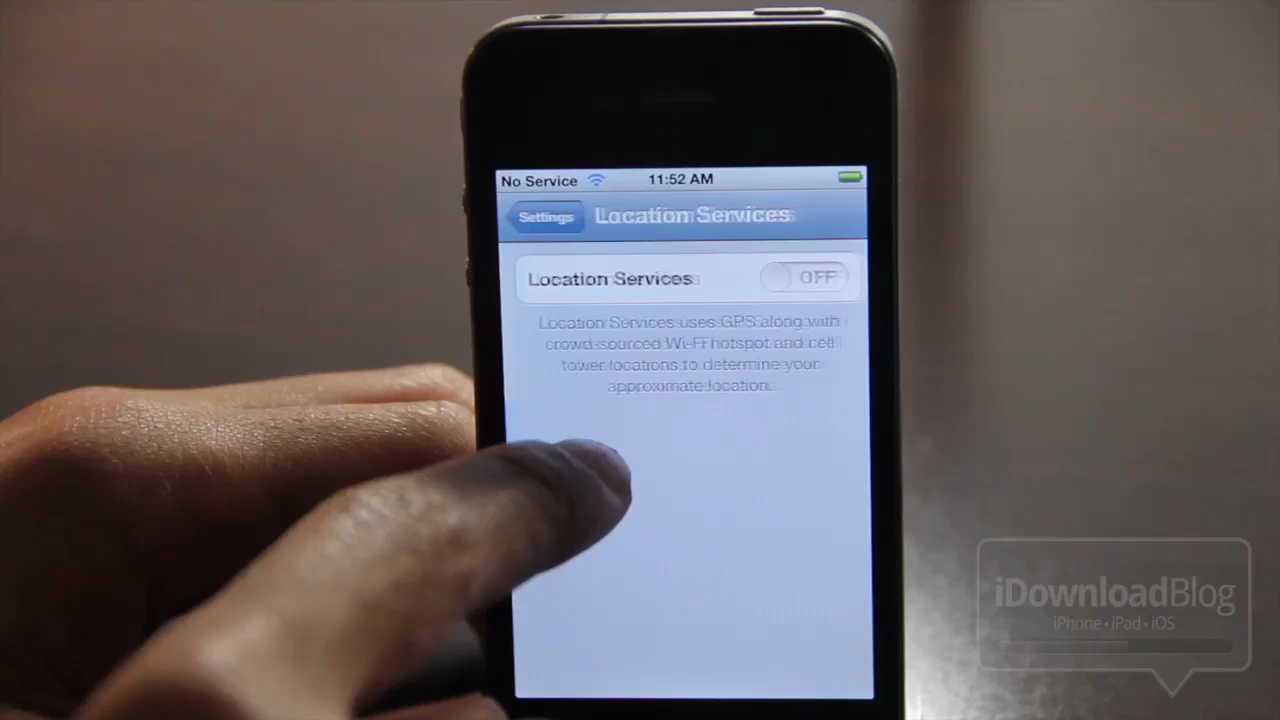 No Service 11:52 AM
Settings Location Services
Location Services OFF
Location Services uses GPS along with
crowd-sourced Wi-Fi hotspot and cell
tower locations to determine your
approximate location.
iDownloadBlog
iPhone • iPad • iOS